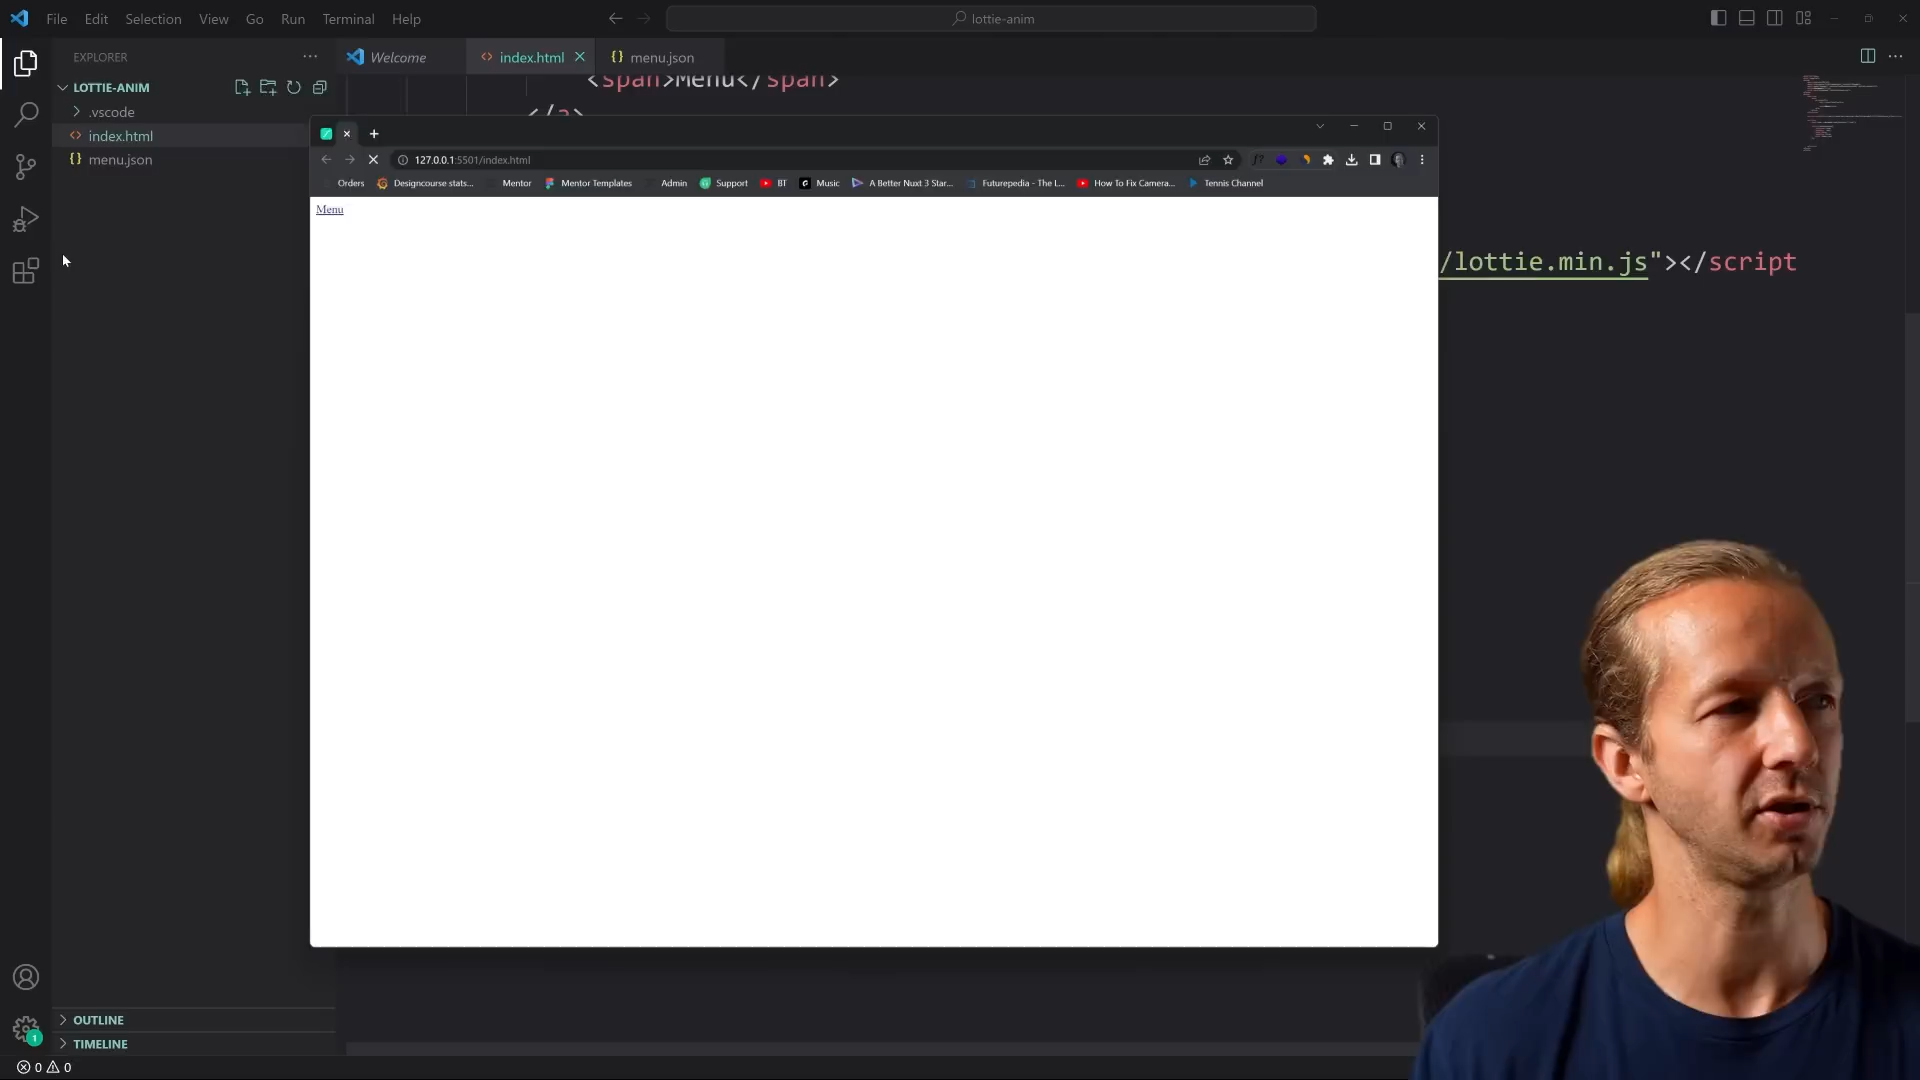 File Edit Selection View Go Run Terminal Help
lottie-anim
EXPLORER
Welcome
index.html
menu.json
LOTTIE-ANIM
.vscode
index.html
menu.json
<span>Menu</span>
</a>
127.0.0.1:5501/index.html
Orders
Designcourse stats...
Mentor
Mentor Templates
Admin
Support
BT
Music
A Better Nuxt 3 Star...
Futurepedia - The L...
How To Fix Camera...
Tennis Channel
Menu
/lottie.min.js"></script
OUTLINE
TIMELINE
1
0 0